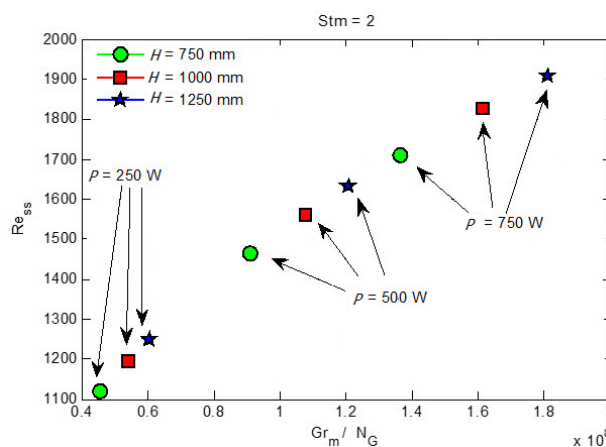 Stm = 2
H = 750 mm
H = 1000 mm
H = 1250 mm
2000
1900
1800
1700
1600
1500
1400
1300
1200
1100
Re_ss
P = 250 W
P = 500 W
P = 750 W
0.4 0.6 0.8 1 1.2 1.4 1.6 1.8
Gr_m / N_G
x 10